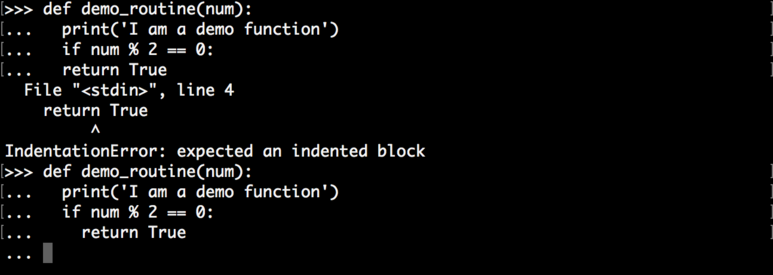 >>> def demo_routine(num):
...   print('I am a demo function')
...   if num % 2 == 0:
...   return True
  File "<stdin>", line 4
    return True
         ^
IndentationError: expected an indented block
>>> def demo_routine(num):
...   print('I am a demo function')
...   if num % 2 == 0:
...     return True
...